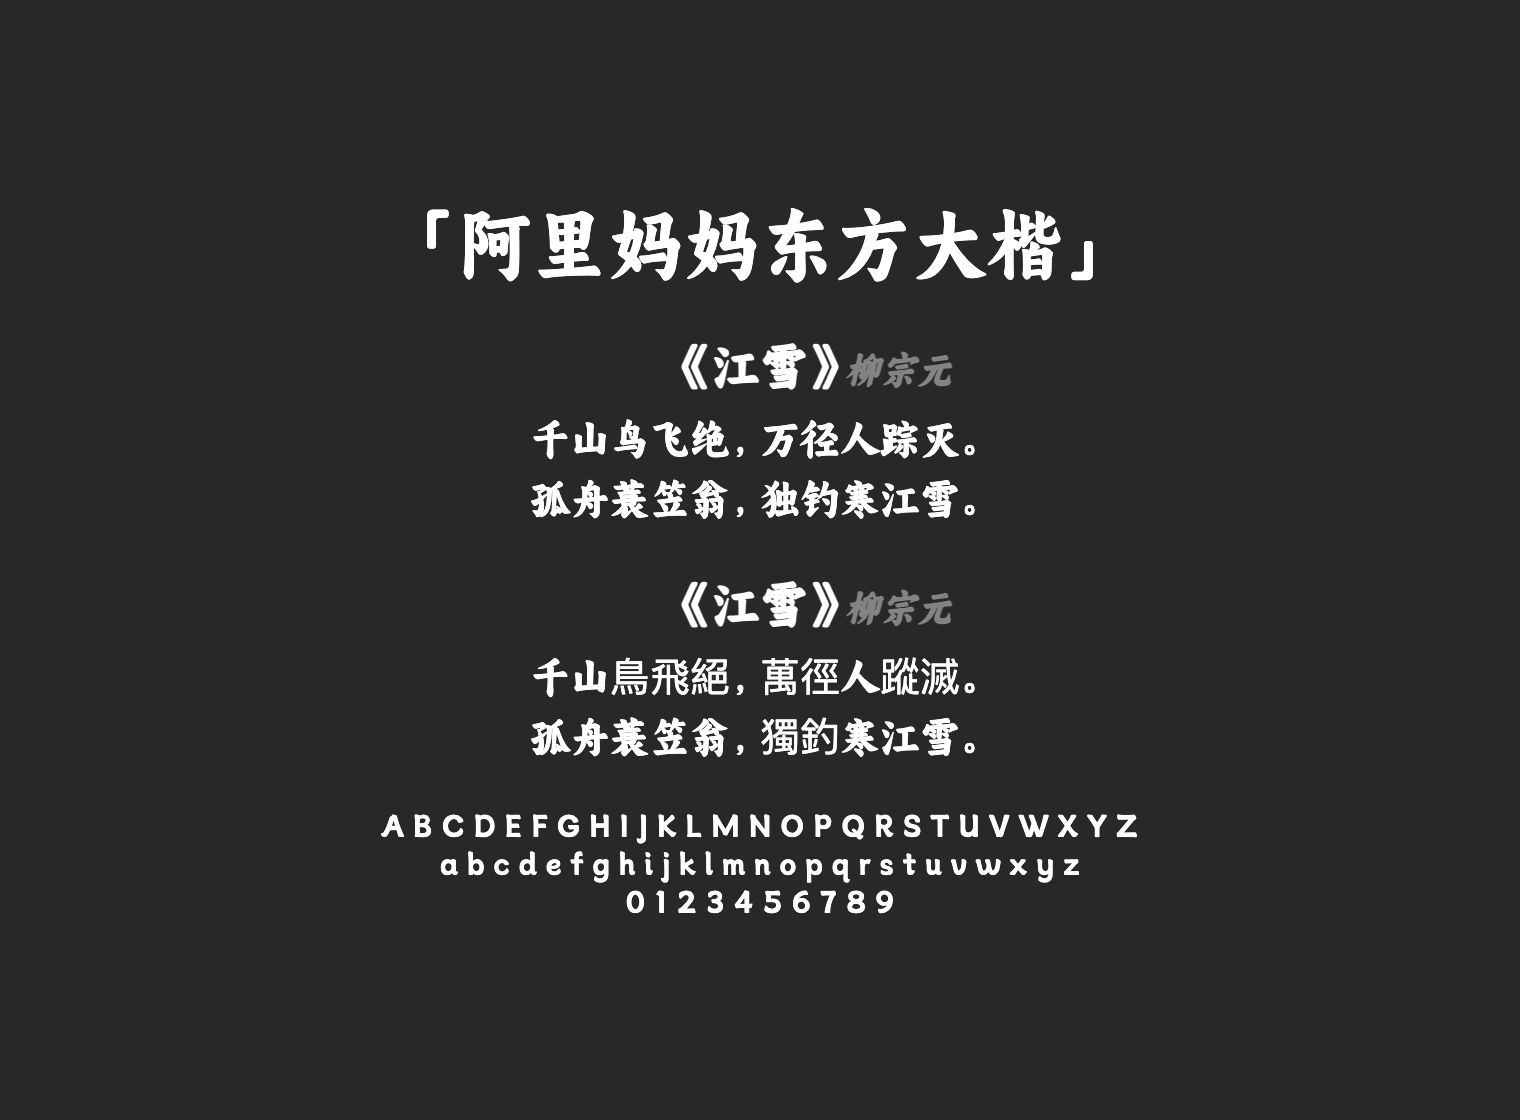 「阿里妈妈东方大楷」
《江雪》柳宗元
千山鸟飞绝，万径人踪灭。
孤舟蓑笠翁，独钓寒江雪。
《江雪》柳宗元
千山鳥飛絕，萬徑人蹤滅。
孤舟蓑笠翁，獨釣寒江雪。
A B C D E F G H I J K L M N O P Q R S T U V W X Y Z
a b c d e f g h i j k l m n o p q r s t u v w x y z
0 1 2 3 4 5 6 7 8 9